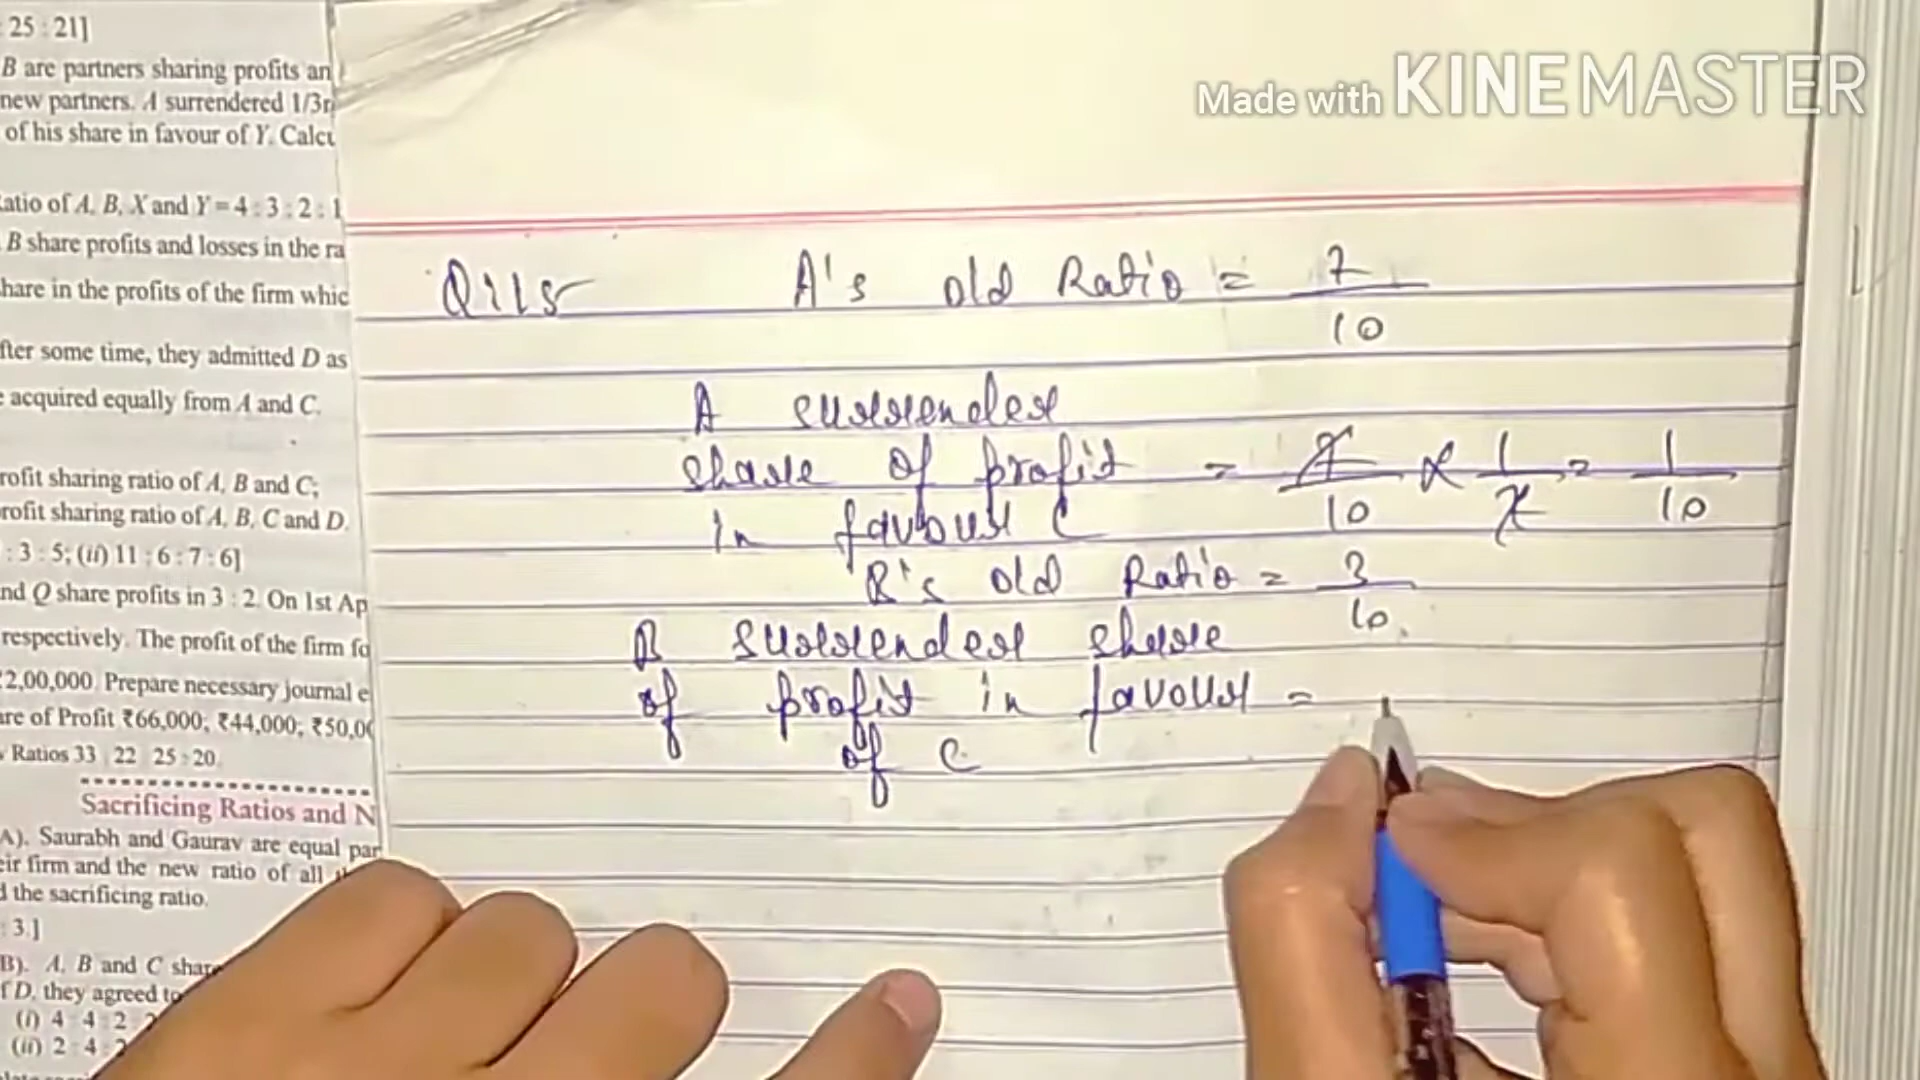 25 : 21]
B are partners sharing profits an
new partners. A surrendered 1/3r
of his share in favour of Y. Calcu
atio of A, B, X and Y = 4 : 3 : 2 : 1
B share profits and losses in the ra
hare in the profits of the firm whic
fter some time, they admitted D as
acquired equally from A and C.
rofit sharing ratio of A, B and C;
rofit sharing ratio of A, B, C and D.
: 3 : 5; (ii) 11 : 6 : 7 : 6]
nd Q share profits in 3 : 2. On 1st Ap
respectively. The profit of the firm fo
2,00,000. Prepare necessary journal e
are of Profit ₹66,000; ₹44,000; ₹50,00
Ratios 33 22 25 : 20.
Sacrificing Ratios and N
A). Saurabh and Gaurav are equal par
eir firm and the new ratio of all
d the sacrificing ratio.
: 3.]
B). A, B and C share
f D, they agreed to
(i) 4 4 2 2
(ii) 2 4 2
Made with KINEMASTER
Q115 A's old Ratio = 7/10
A surrender
share of profit = 7/10 × 1/7 = 1/10
in favour C
B's old Ratio = 3/10
B surrender share
of profit in favour =
of C